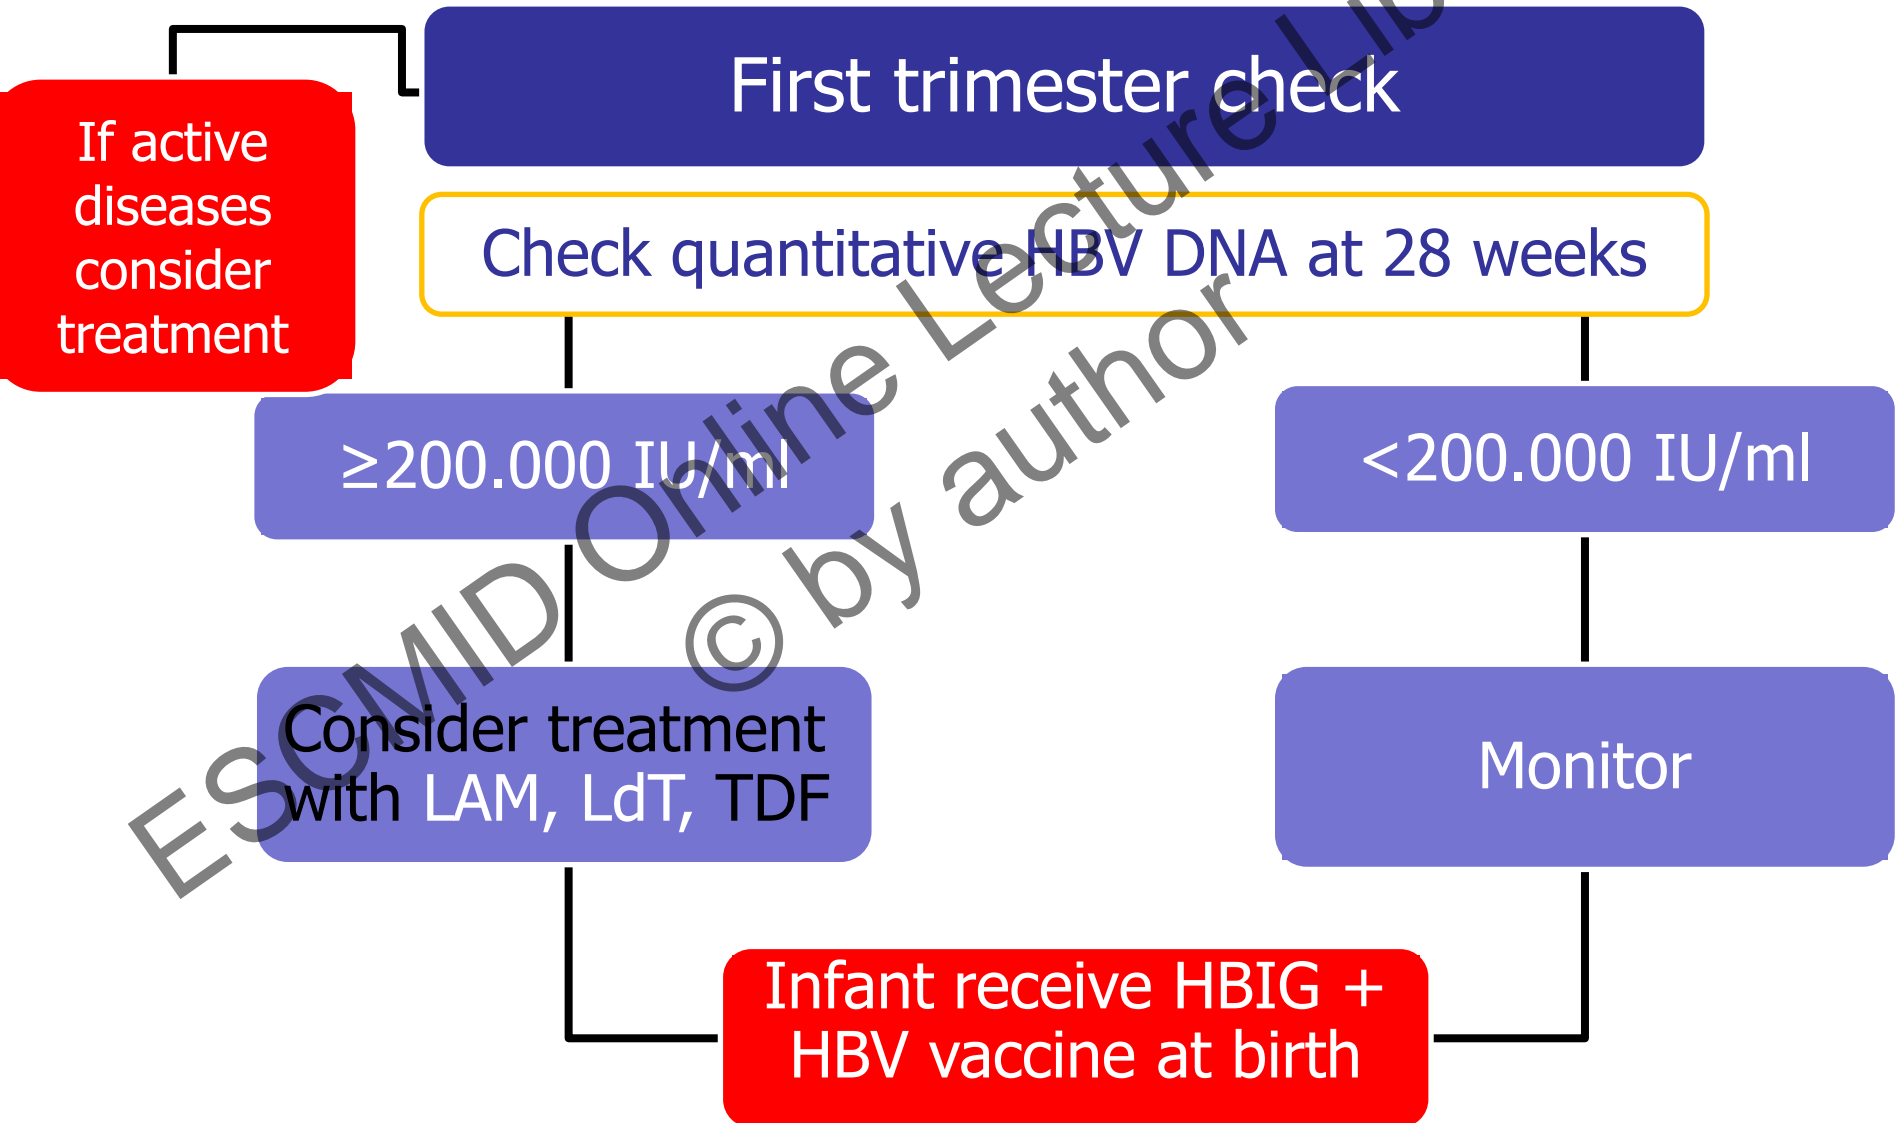 First trimester check
If active
diseases
consider
treatment
Check quantitative HBV DNA at 28 weeks
≥200.000 IU/ml
<200.000 IU/ml
Consider treatment
with LAM, LdT, TDF
Monitor
Infant receive HBIG +
HBV vaccine at birth
ESCMID Online Lecture Lib
© by author